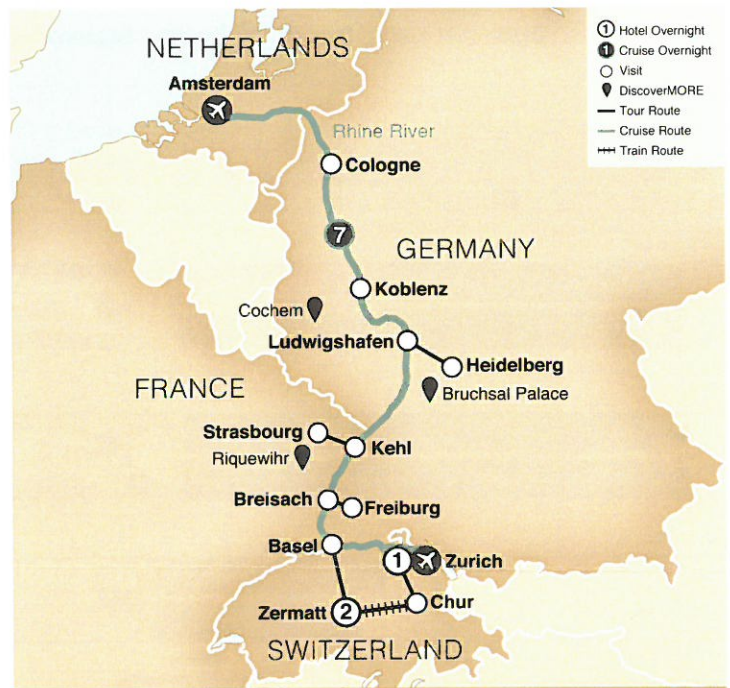 NETHERLANDS
Amsterdam
Rhine River
Cologne
7
GERMANY
Koblenz
Cochem
Ludwigshafen
Heidelberg
FRANCE
Bruchsal Palace
Strasbourg
Kehl
Riquewihr
Breisach
Freiburg
Basel
1
Zurich
Zermatt
2
Chur
SWITZERLAND
1 Hotel Overnight
1 Cruise Overnight
Visit
DiscoverMORE
Tour Route
Cruise Route
Train Route